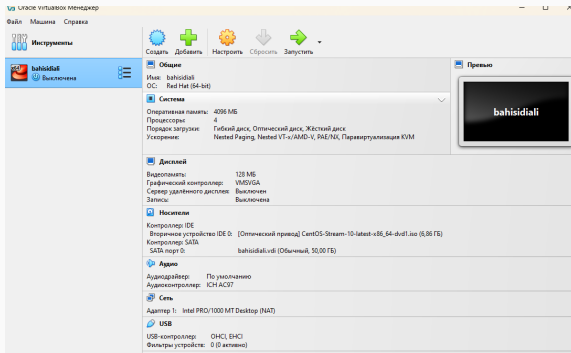 Oracle VirtualBox Менеджер
Файл Машина Справка
Инструменты
Создать Добавить Настроить Сбросить Запустить
bahisidiali
Выключена
Общие
Имя: bahisidiali
ОС: Red Hat (64-bit)
Превью
bahisidiali
Система
Оперативная память: 4096 МБ
Процессоры: 4
Порядок загрузки: Гибкий диск, Оптический диск, Жёсткий диск
Ускорение: Nested Paging, Nested VT-x/AMD-V, PAE/NX, Паравиртуализация KVM
Дисплей
Видеопамять: 128 МБ
Графический контроллер: VMSVGA
Сервер удалённого дисплея: Выключен
Запись: Выключена
Носители
Контроллер: IDE
Вторичное устройство IDE 0: [Оптический привод] CentOS-Stream-10-latest-x86_64-dvd1.iso (6,86 ГБ)
Контроллер: SATA
SATA порт 0: bahisidiali.vdi (Обычный, 50,00 ГБ)
Аудио
Аудиодрайвер: По умолчанию
Аудиоконтроллер: ICH AC97
Сеть
Адаптер 1: Intel PRO/1000 MT Desktop (NAT)
USB
USB-контроллер: OHCI, EHCI
Фильтры устройств: 0 (0 активно)